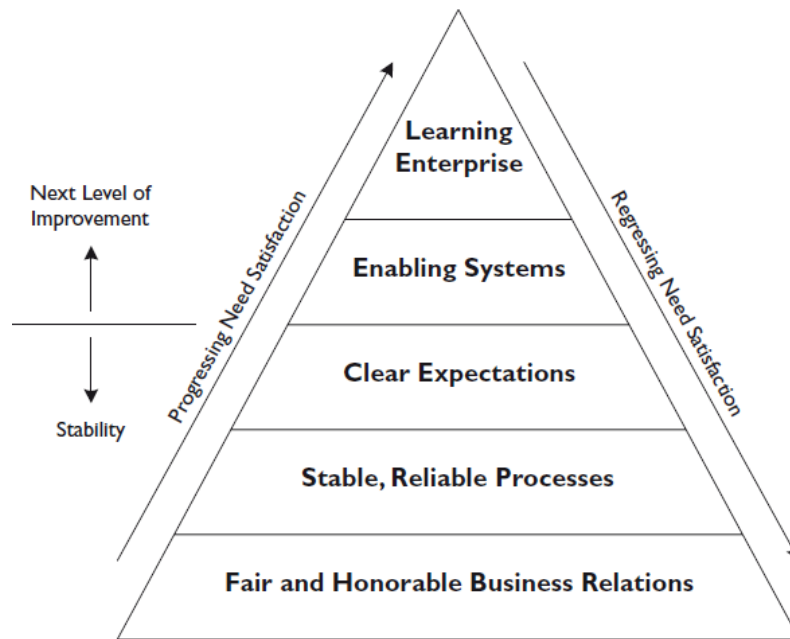 Learning
Enterprise
Next Level of
Improvement
Progressing Need Satisfaction
Regressing Need Satisfaction
Enabling Systems
Clear Expectations
Stability
Stable, Reliable Processes
Fair and Honorable Business Relations